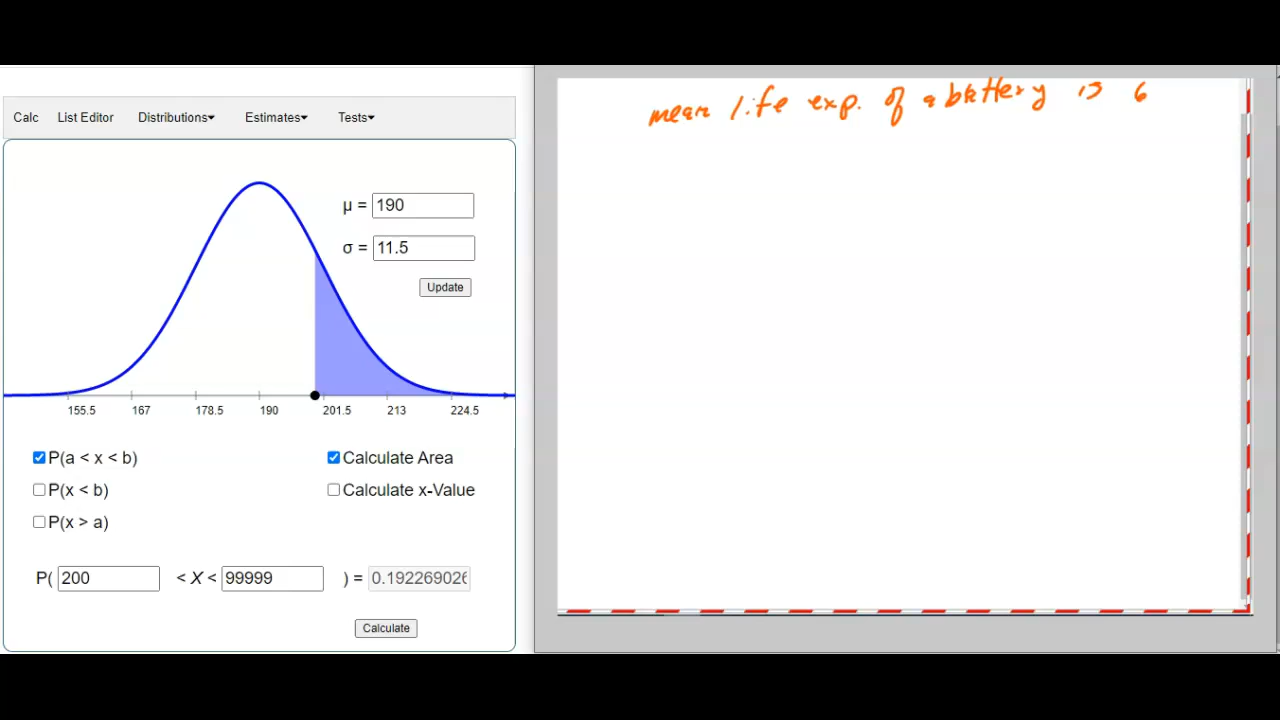 mean life exp. of a battery is 6
Calc List Editor Distributions▾ Estimates▾ Tests▾
μ = 190
σ = 11.5
Update
155.5 167 178.5 190 201.5 213 224.5
P(a < x < b) Calculate Area
P(x < b) Calculate x-Value
P(x > a)
P( 200 < X < 99999 ) = 0.192269026
Calculate